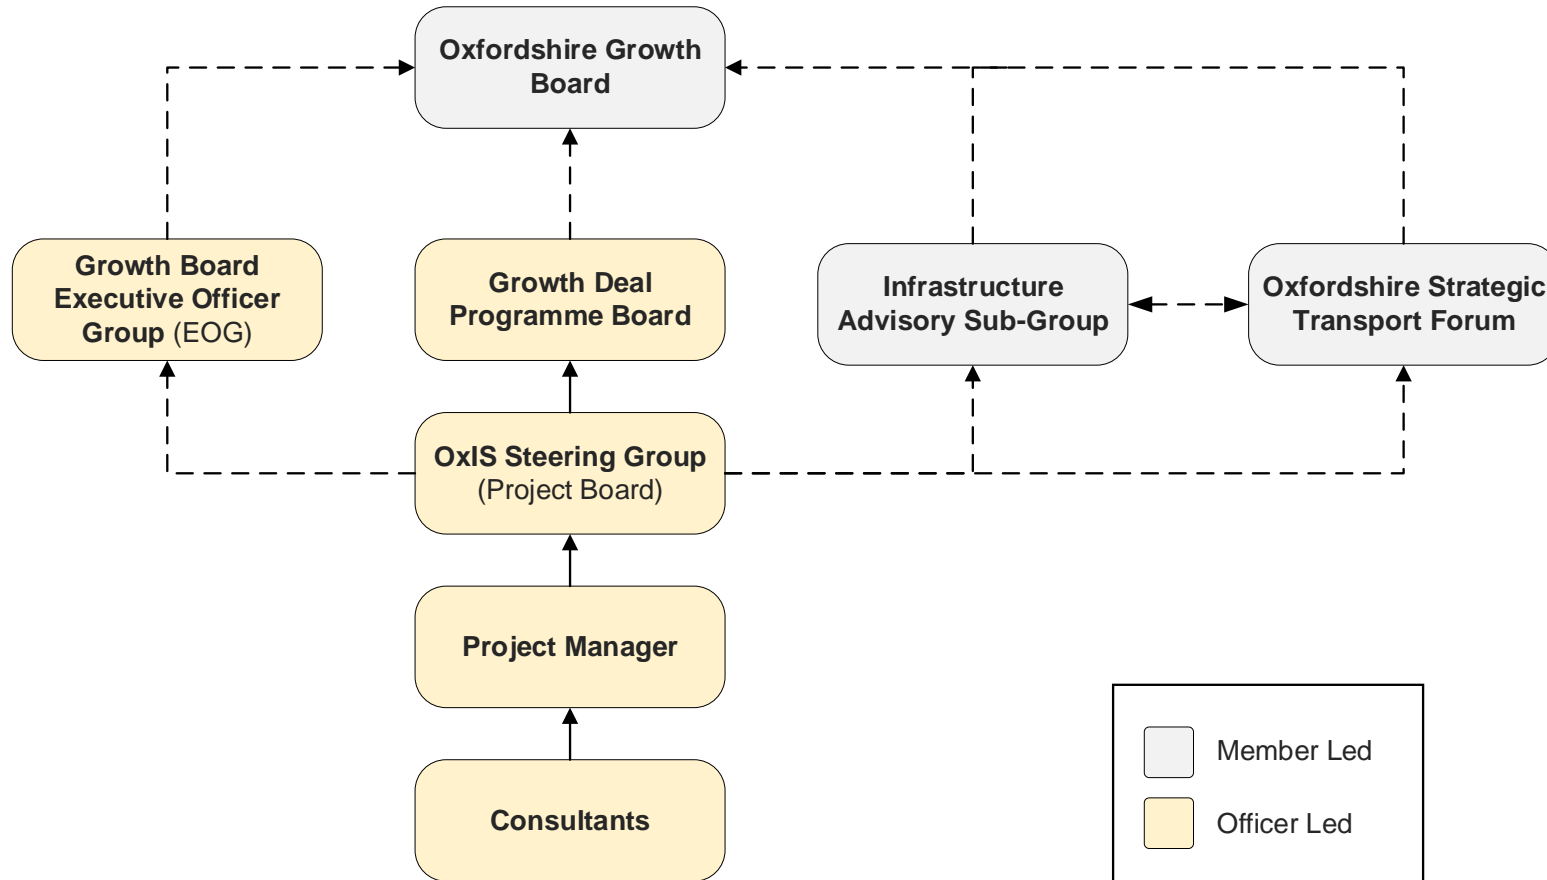 Oxfordshire Growth
Board
Growth Board
Executive Officer
Group (EOG)
Growth Deal
Programme Board
Infrastructure
Advisory Sub-Group
Oxfordshire Strategic
Transport Forum
OxIS Steering Group
(Project Board)
Project Manager
Consultants
Member Led
Officer Led